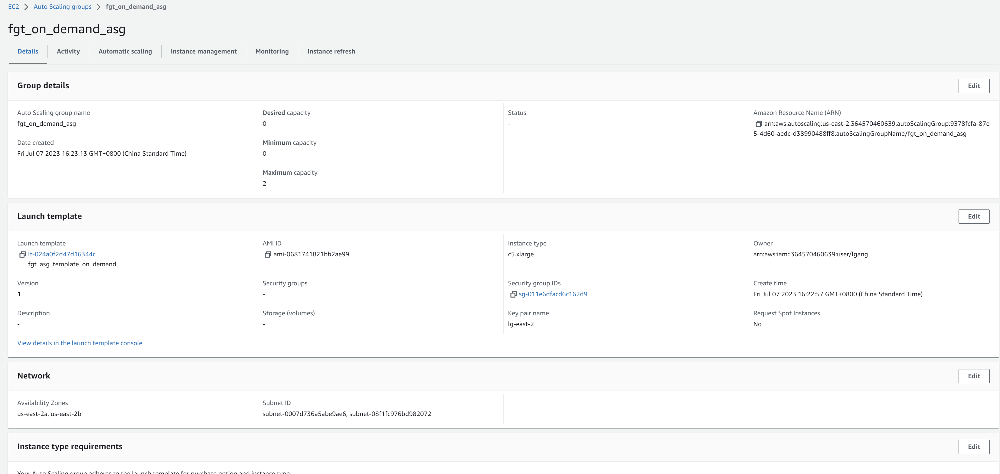 EC2 > Auto Scaling groups > fgt_on_demand_asg
fgt_on_demand_asg
Details Activity Automatic scaling Instance management Monitoring Instance refresh
Group details Edit
Auto Scaling group name
fgt_on_demand_asg
Date created
Fri Jul 07 2023 16:23:13 GMT+0800 (China Standard Time)
Desired capacity
0
Minimum capacity
0
Maximum capacity
2
Status
-
Amazon Resource Name (ARN)
arn:aws:autoscaling:us-east-2:364570460639:autoScalingGroup:9378fcfa-87e
5-4d60-aedc-d38990488ff8:autoScalingGroupName/fgt_on_demand_asg
Launch template Edit
Launch template
lt-024a0f2d47d16344c
fgt_asg_template_on_demand
AMI ID
ami-0681741821bb2ae99
Instance type
c5.xlarge
Owner
arn:aws:iam::364570460639:user/lgang
Version
1
Security groups
-
Security group IDs
sg-011e6dfacd6c162d9
Create time
Fri Jul 07 2023 16:22:57 GMT+0800 (China Standard Time)
Description
-
Storage (volumes)
-
Key pair name
lg-east-2
Request Spot Instances
No
View details in the launch template console
Network Edit
Availability Zones
us-east-2a, us-east-2b
Subnet ID
subnet-0007d736a5abe9ae6, subnet-08f1fc976bd982072
Instance type requirements Edit
Your Auto Scaling group adheres to the launch template for purchase option and instance type